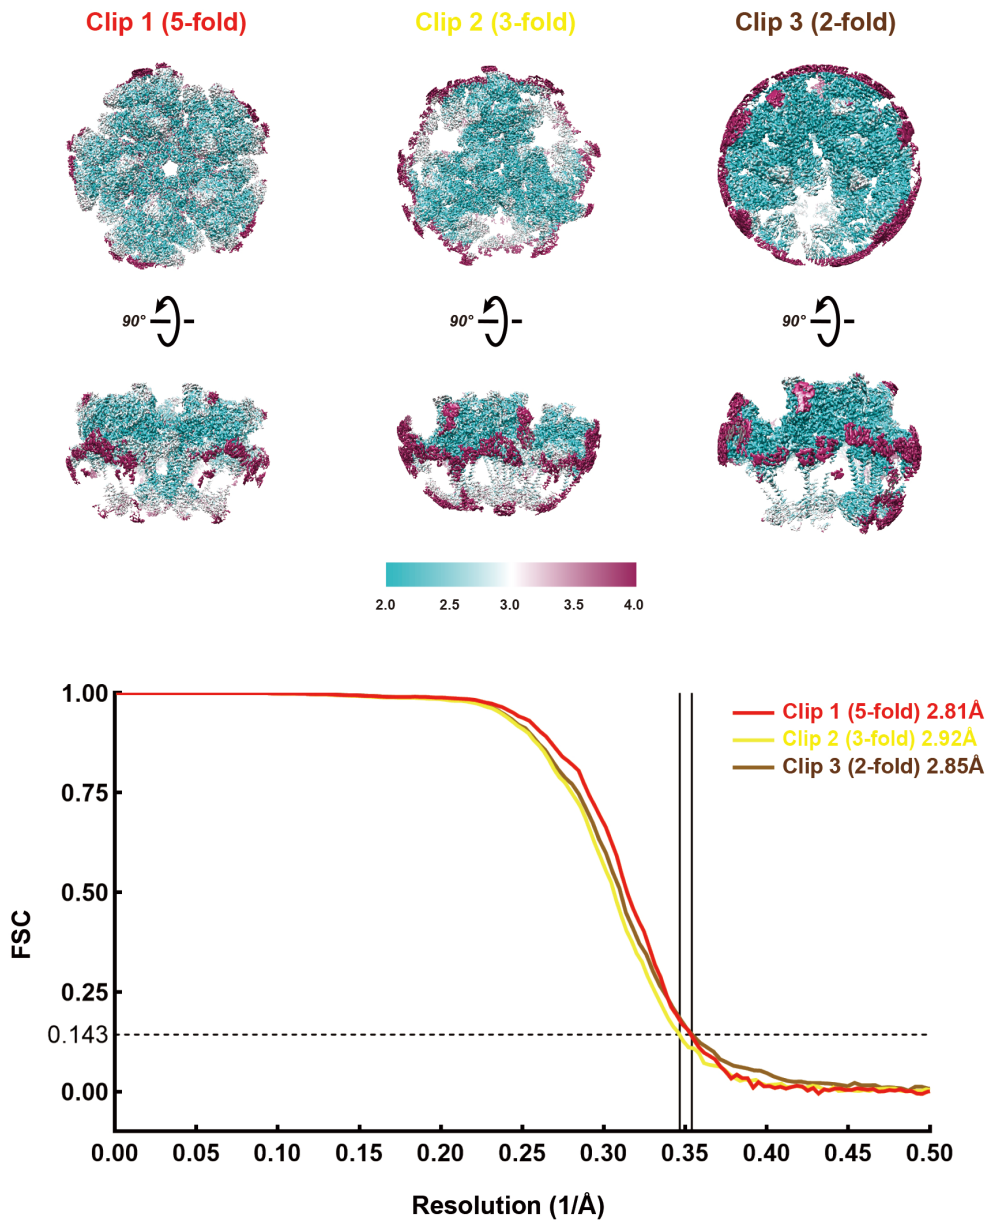 Clip 1 (5-fold) Clip 2 (3-fold) Clip 3 (2-fold)
90° 90° 90°
2.0 2.5 3.0 3.5 4.0
Clip 1 (5-fold) 2.81Å
Clip 2 (3-fold) 2.92Å
Clip 3 (2-fold) 2.85Å
1.00
0.75
0.50
0.25
0.143
0.00
FSC
0.00 0.05 0.10 0.15 0.20 0.25 0.30 0.35 0.40 0.45 0.50
Resolution (1/Å)